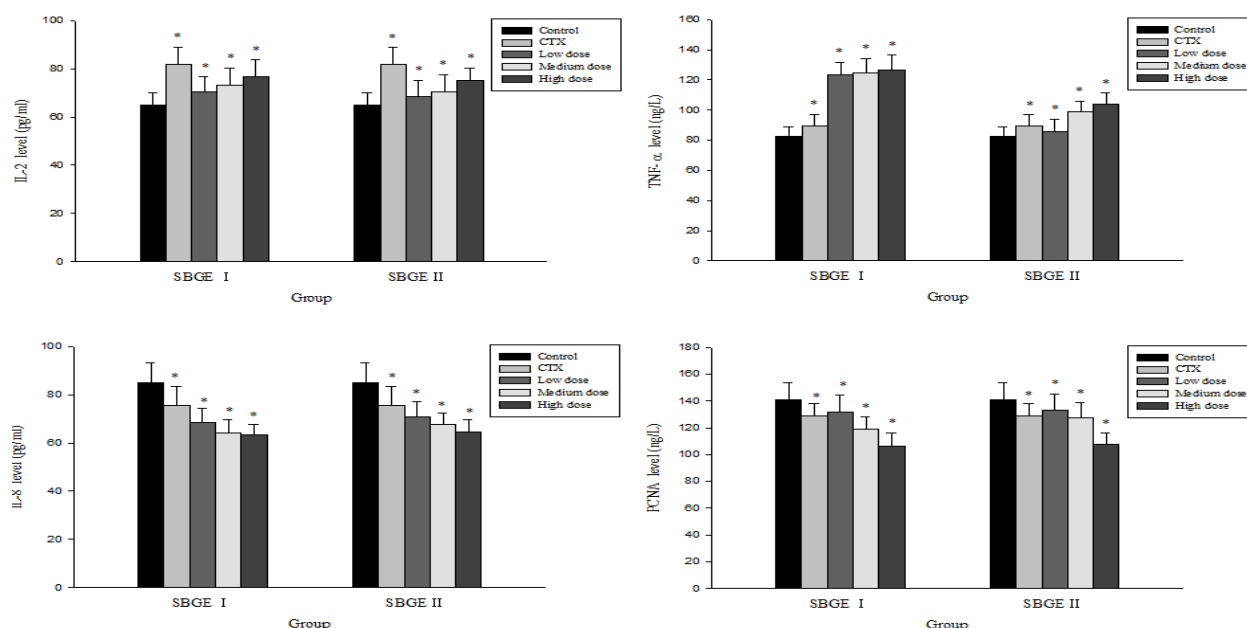 100
80
60
40
20
0
IL-2 level (pg/ml)
* * * *
* * * *
Control
CTX
Low dose
Medium dose
High dose
SBGE I
SBGE II
Group
160
140
120
100
80
60
40
20
0
TNF- α level (ng/L)
* * * *
* * * *
Control
CTX
Low dose
Medium dose
High dose
SBGE I
SBGE II
Group
100
80
60
40
20
0
IL-8 level (pg/ml)
* * * *
* * * *
Control
CTX
Low dose
Medium dose
High dose
SBGE I
SBGE II
Group
180
160
140
120
100
80
60
40
20
0
PCNA level (ng/L)
* * * *
* * * *
Control
CTX
Low dose
Medium dose
High dose
SBGE I
SBGE II
Group